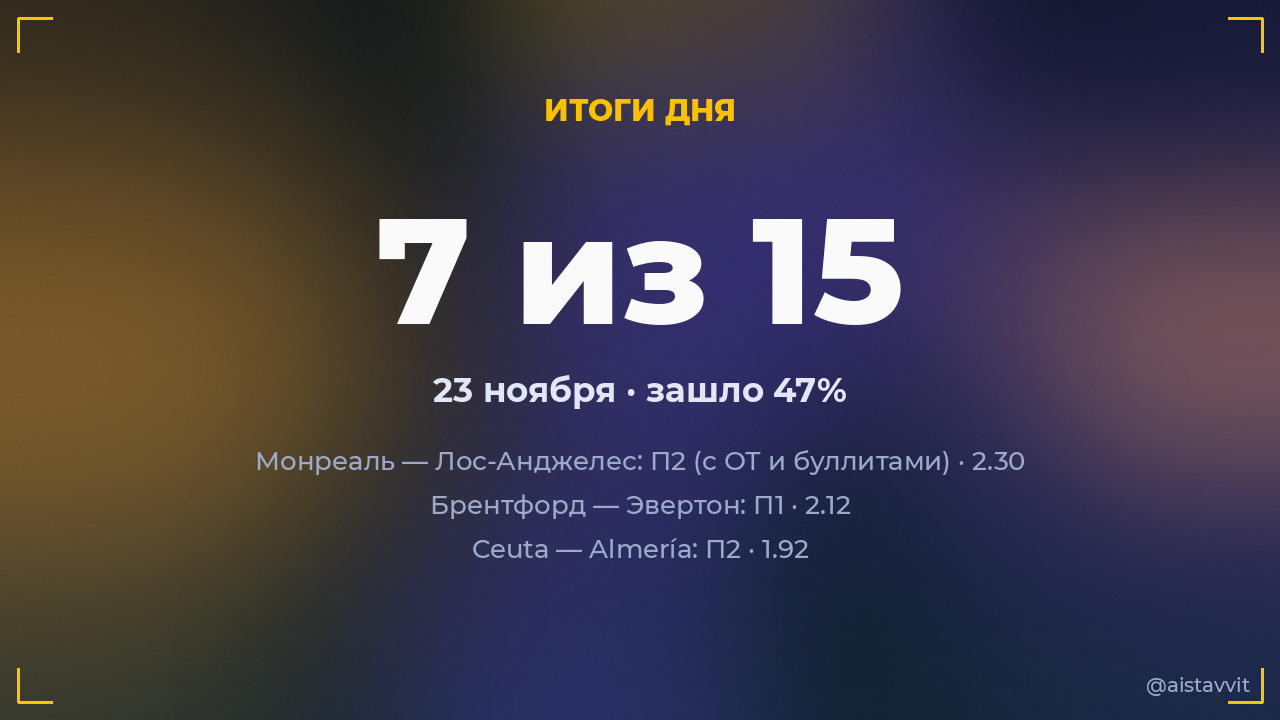 ИТОГИ ДНЯ
7 из 15
23 ноября · зашло 47%
Монреаль — Лос-Анджелес: П2 (с ОТ и буллитами) · 2.30
Брентфорд — Эвертон: П1 · 2.12
Ceuta — Almería: П2 · 1.92
@aistavvit